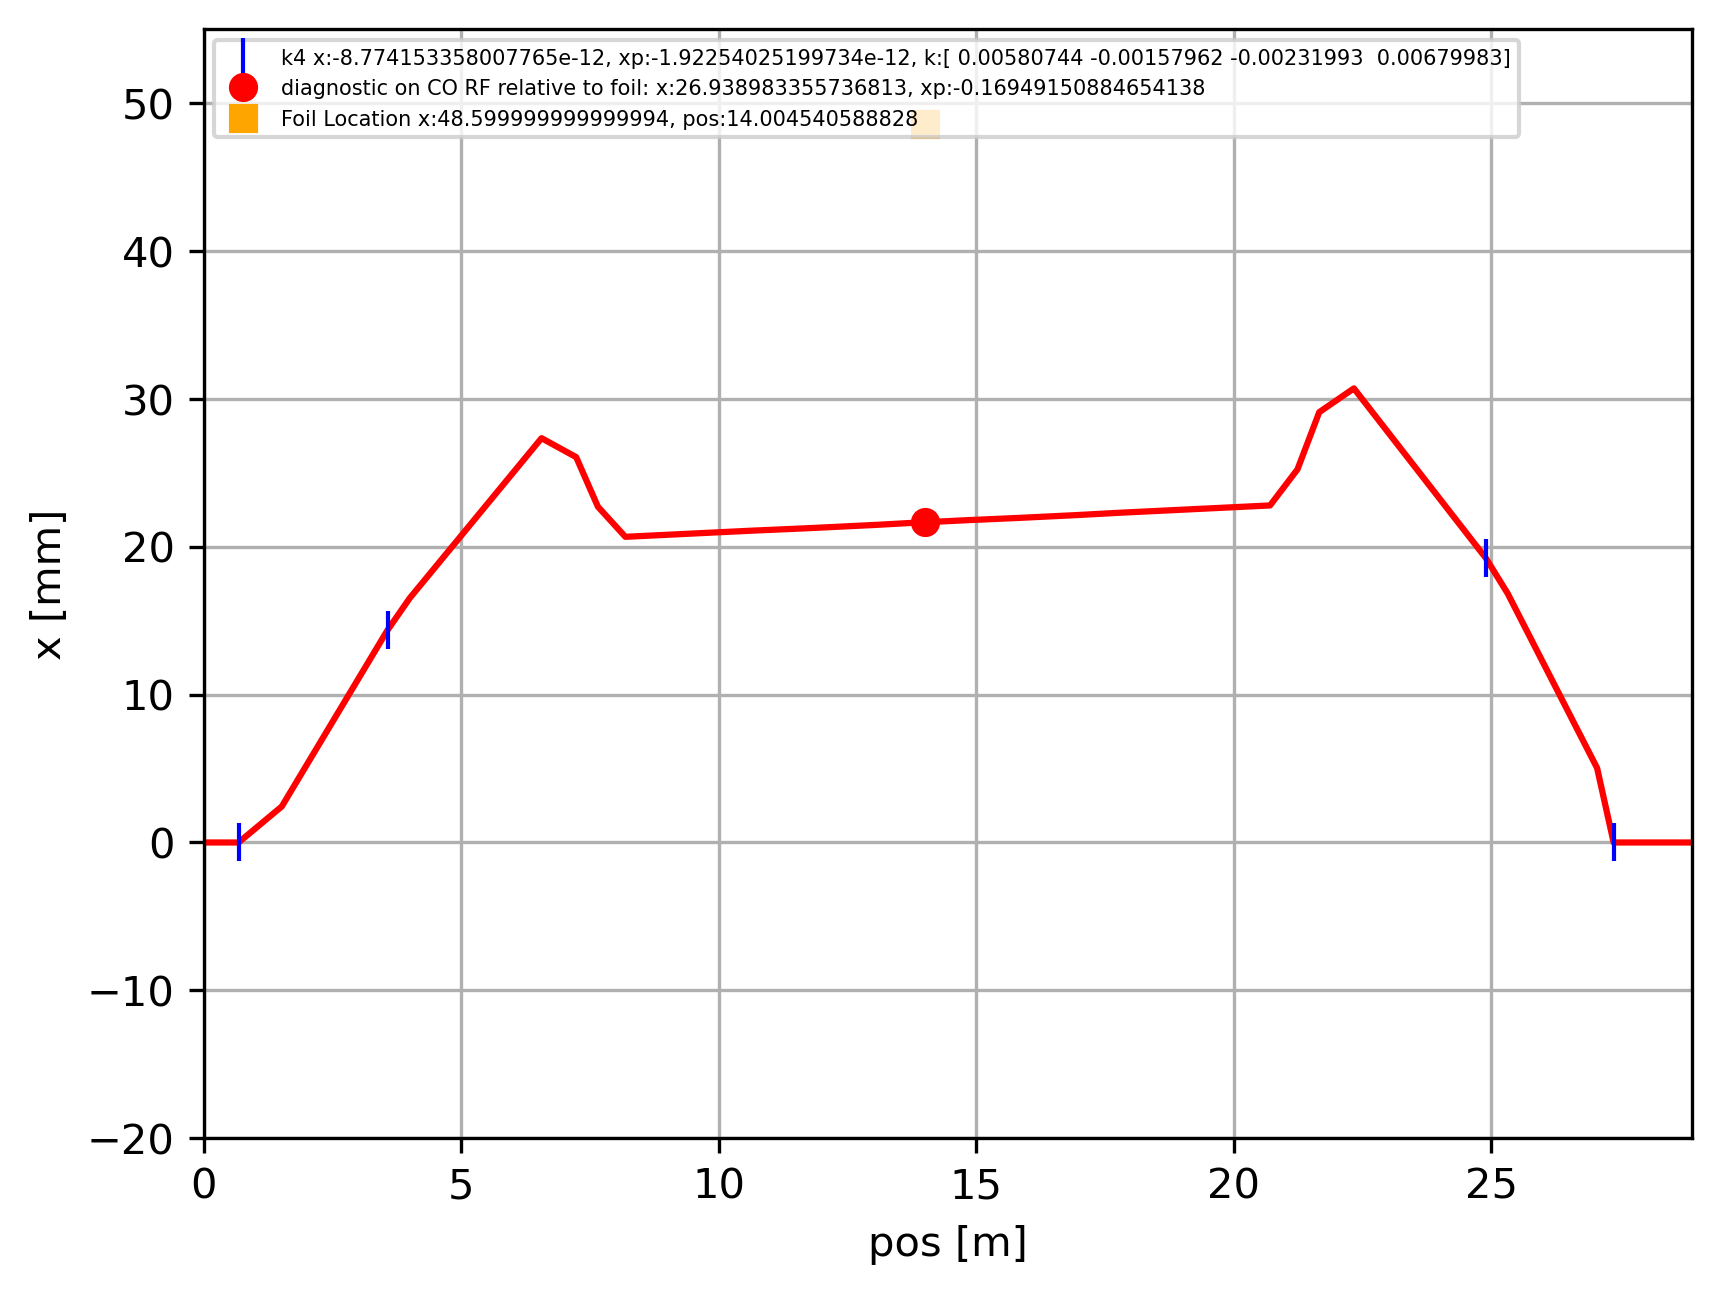 k4 x:-8.774153358007765e-12, xp:-1.92254025199734e-12, k:[ 0.00580744 -0.00157962 -0.00231993  0.00679983]
diagnostic on CO RF relative to foil: x:26.938983355736813, xp:-0.16949150884654138
Foil Location x:48.599999999999994, pos:14.004540588828
50
40
30
20
10
0
−10
−20
x [mm]
0 5 10 15 20 25
pos [m]